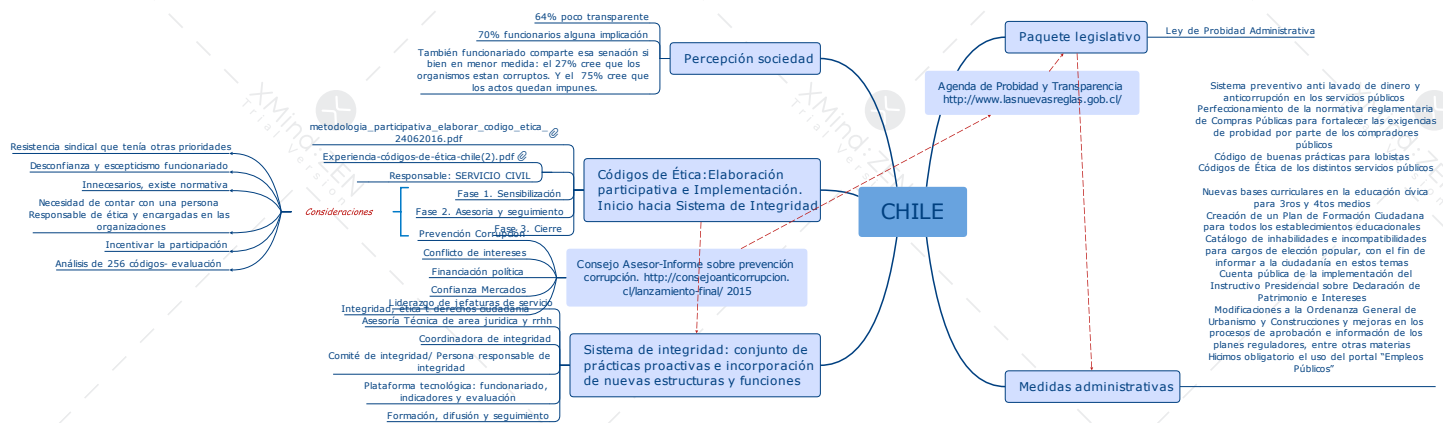 CHILE
Percepción sociedad
64% poco transparente
70% funcionarios alguna implicación
También funcionariado comparte esa senación si
bien en menor medida: el 27% cree que los
organismos estan corruptos. Y el 75% cree que
los actos quedan impunes.
Códigos de Ética:Elaboración
participativa e Implementación.
Inicio hacia Sistema de Integridad
metodologia_participativa_elaborar_codigo_etica_
24062016.pdf
Experiencia-códigos-de-ética-chile(2).pdf
Responsable: SERVICIO CIVIL
Fase 1. Sensibilización
Fase 2. Asesoria y seguimiento
Fase 3. Cierre
Consideraciones
Resistencia sindical que tenía otras prioridades
Desconfianza y escepticismo funcionariado
Innecesarios, existe normativa
Necesidad de contar con una persona
Responsable de ética y encargadas en las
organizaciones
Incentivar la participación
Análisis de 256 códigos- evaluación
Consejo Asesor-Informe sobre prevención
corrupción. http://consejoanticorrupcion.
cl/lanzamiento-final/ 2015
Prevención Corrupción
Conflicto de intereses
Financiación política
Confianza Mercados
Integridad, ética t derechos ciudadanía
Sistema de integridad: conjunto de
prácticas proactivas e incorporación
de nuevas estructuras y funciones
Liderazgo de jefaturas de servicio
Asesoría Técnica de area juridica y rrhh
Coordinadora de integridad
Comité de integridad/ Persona responsable de
integridad
Plataforma tecnológica: funcionariado,
indicadores y evaluación
Formación, difusión y seguimiento
Paquete legislativo
Ley de Probidad Administrativa
Agenda de Probidad y Transparencia
http://www.lasnuevasreglas.gob.cl/
Medidas administrativas
Sistema preventivo anti lavado de dinero y
anticorrupción en los servicios públicos
Perfeccionamiento de la normativa reglamentaria
de Compras Públicas para fortalecer las exigencias
de probidad por parte de los compradores
públicos
Código de buenas prácticas para lobistas
Códigos de Ética de los distintos servicios públicos
Nuevas bases curriculares en la educación cívica
para 3ros y 4tos medios
Creación de un Plan de Formación Ciudadana
para todos los establecimientos educacionales
Catálogo de inhabilidades e incompatibilidades
para cargos de elección popular, con el fin de
informar a la ciudadanía en estos temas
Cuenta pública de la implementación del
Instructivo Presidencial sobre Declaración de
Patrimonio e Intereses
Modificaciones a la Ordenanza General de
Urbanismo y Construcciones y mejoras en los
procesos de aprobación e información de los
planes reguladores, entre otras materias
Hicimos obligatorio el uso del portal “Empleos
Públicos”
XMind:ZEN
Trial Version
XMind:ZEN
Trial Version
XMind:ZEN
Trial Version